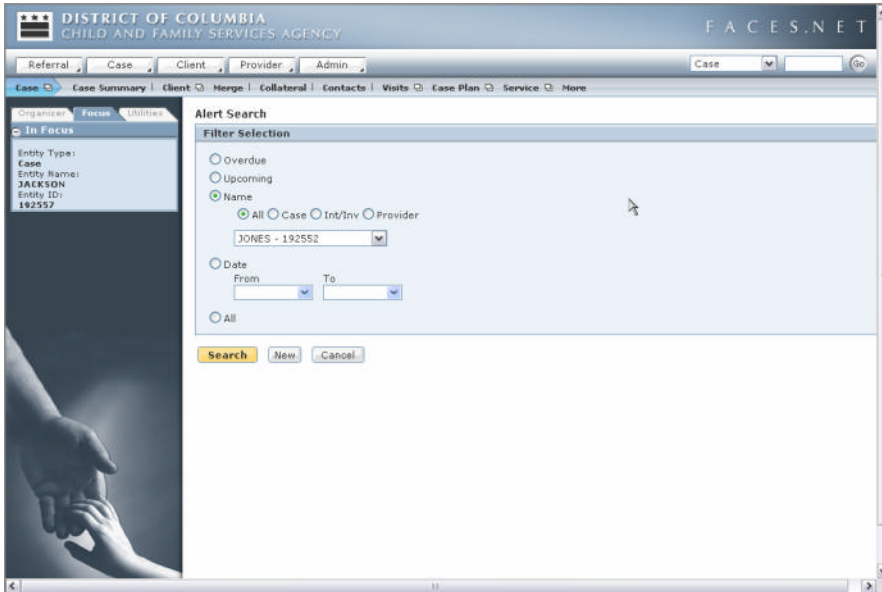 DISTRICT OF COLUMBIA
CHILD AND FAMILY SERVICES AGENCY
FACES.NET
Referral Case Client Provider Admin Case Go
Case Case Summary | Client Merge | Collateral | Contacts | Visits Case Plan Service More
Organizer Focus Utilities
In Focus
Entity Type:
Case
Entity Name:
JACKSON
Entity ID:
192557
Alert Search
Filter Selection
Overdue
Upcoming
Name
All Case Int/Inv Provider
JONES - 192552
Date
From To
All
Search New Cancel